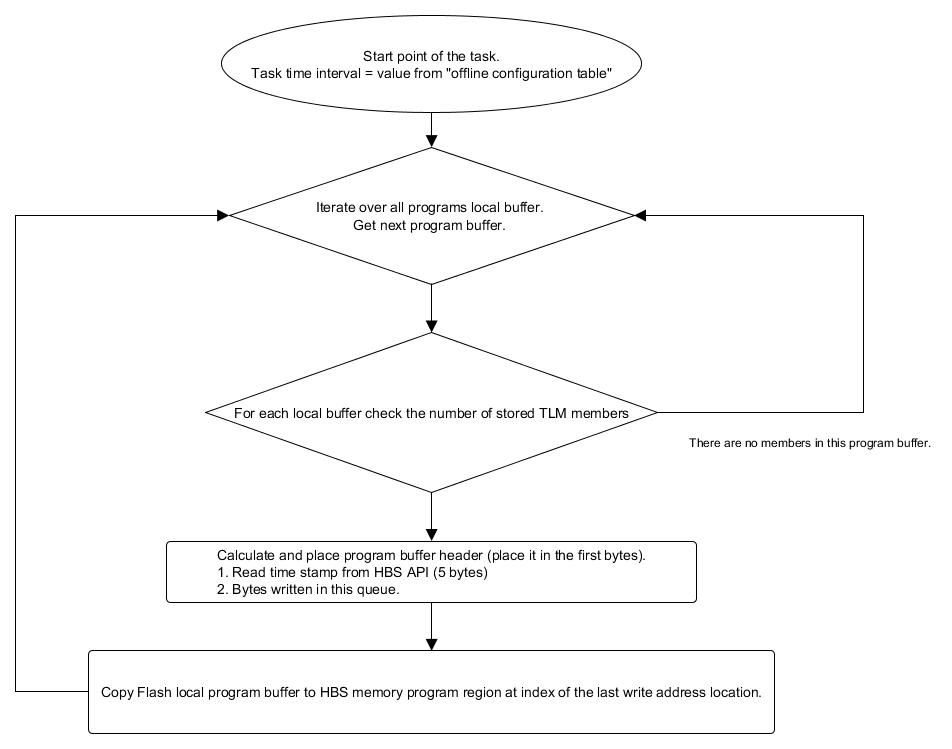 Start point of the task.
Task time interval = value from "offline configuration table"
Iterate over all programs local buffer.
Get next program buffer.
For each local buffer check the number of stored TLM members
There are no members in this program buffer.
Calculate and place program buffer header (place it in the first bytes).
1. Read time stamp from HBS API (5 bytes)
2. Bytes written in this queue.
Copy Flash local program buffer to HBS memory program region at index of the last write address location.